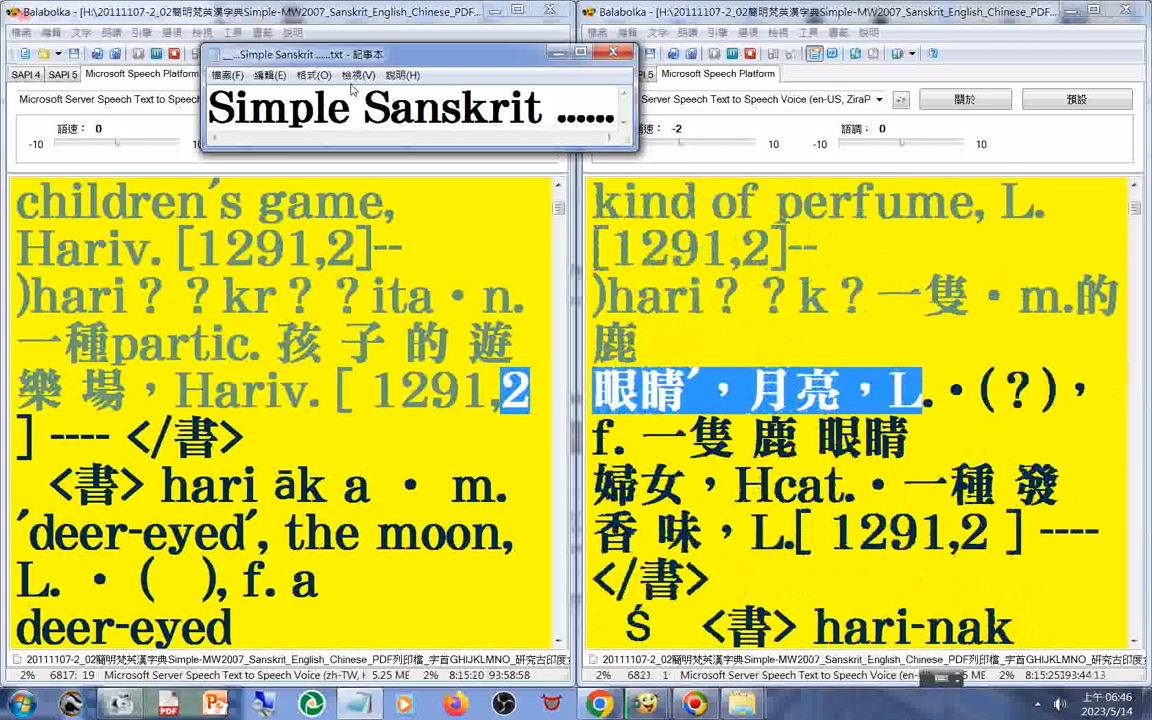 Balabolka - [H:\20111107-2_02簡明梵英漢字典Simple-MW2007_Sanskrit_English_Chinese_PDF...
__...Simple Sanskrit ......txt - 記事本
檔案(F) 編輯(E) 格式(O) 檢視(V) 說明(H)
Simple Sanskrit ......
SAPI 4 SAPI 5 Microsoft Speech Platform
Microsoft Server Speech Text to Speech
語速： 0
-10 10
children's game,
Hariv. [1291,2]--
)hari？？kr？？ita・n.
一種partic. 孩 子 的 遊
樂 場，Hariv. [ 1291,2
] ---- </書>
<書> hari āk a ・ m.
'deer-eyed', the moon,
L. ・ ( ), f. a
deer-eyed
20111107-2_02簡明梵英漢字典Simple-MW2007_Sanskrit_English_Chinese_PDF列印檔_字首GHIJKLMNO_研究古印度
2% 6817: 19 Microsoft Server Speech Text to Speech Voice (zh-TW, H 5.25 ME 2% 8:15:20 93:58:58
Balabolka - [H:\20111107-2_02簡明梵英漢字典Simple-MW2007_Sanskrit_English_Chinese_PDF...
5 Microsoft Speech Platform
Server Speech Text to Speech Voice (en-US, ZiraP 關於 預設
語速： -2 語調： 0
10 -10 10
kind of perfume, L.
[1291,2]--
)hari？？k？一隻・m.的
鹿
眼睛'，月亮，L.・(？)，
f. 一隻 鹿 眼睛
婦女，Hcat.・一種 發
香 味，L.[ 1291,2 ] ----
</書>
Ś <書> hari-nak
20111107-2_02簡明梵英漢字典Simple-MW2007_Sanskrit_English_Chinese_PDF列印檔_字首GHIJKLMNO_研究古印度
2% 6821 Microsoft Server Speech Text to Speech Voice (en- 5.25 ME 2% 8:15:25 193:44:13
上午 06:46
2023/5/14